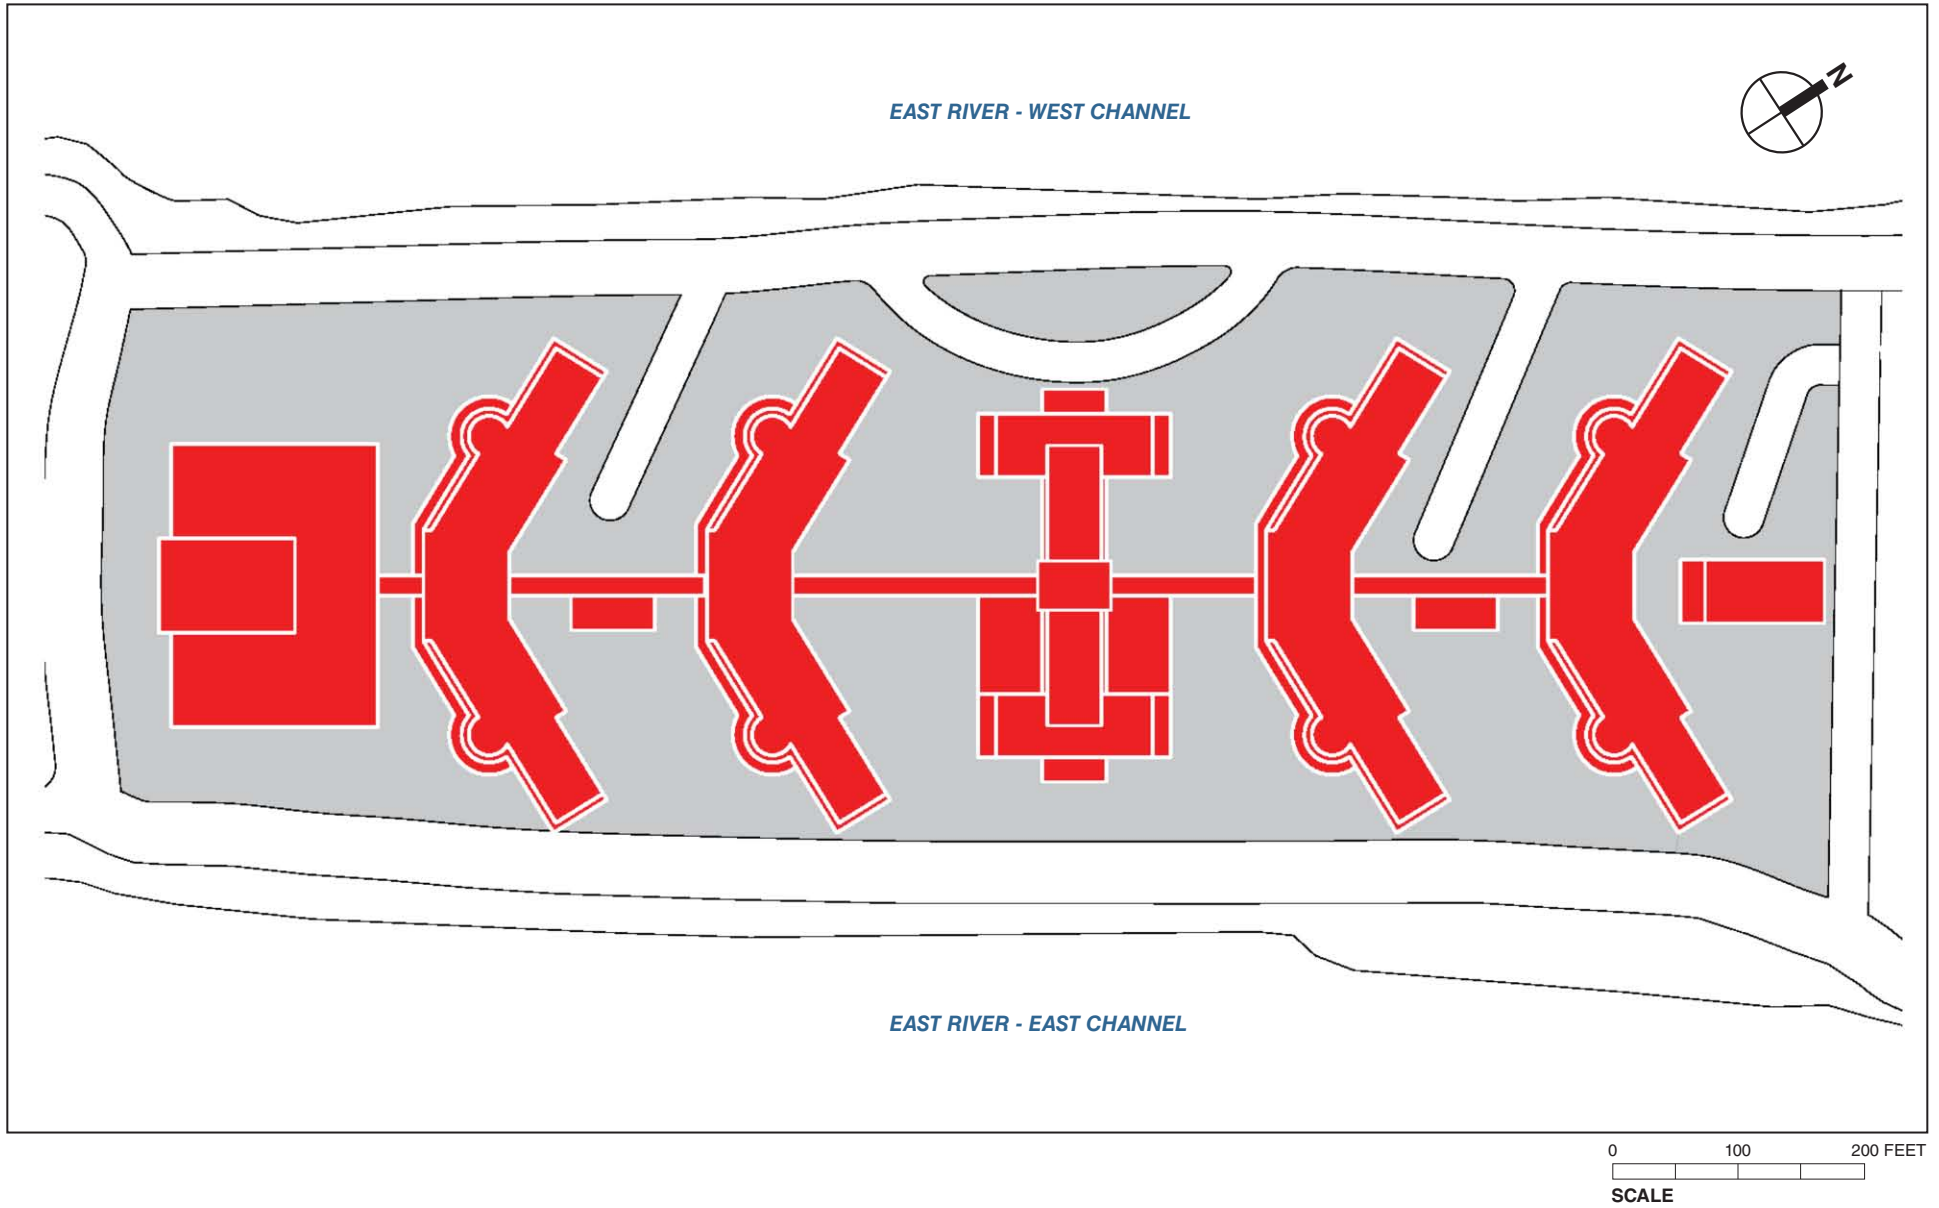 N
EAST RIVER - WEST CHANNEL
EAST RIVER - EAST CHANNEL
0 100 200 FEET
SCALE